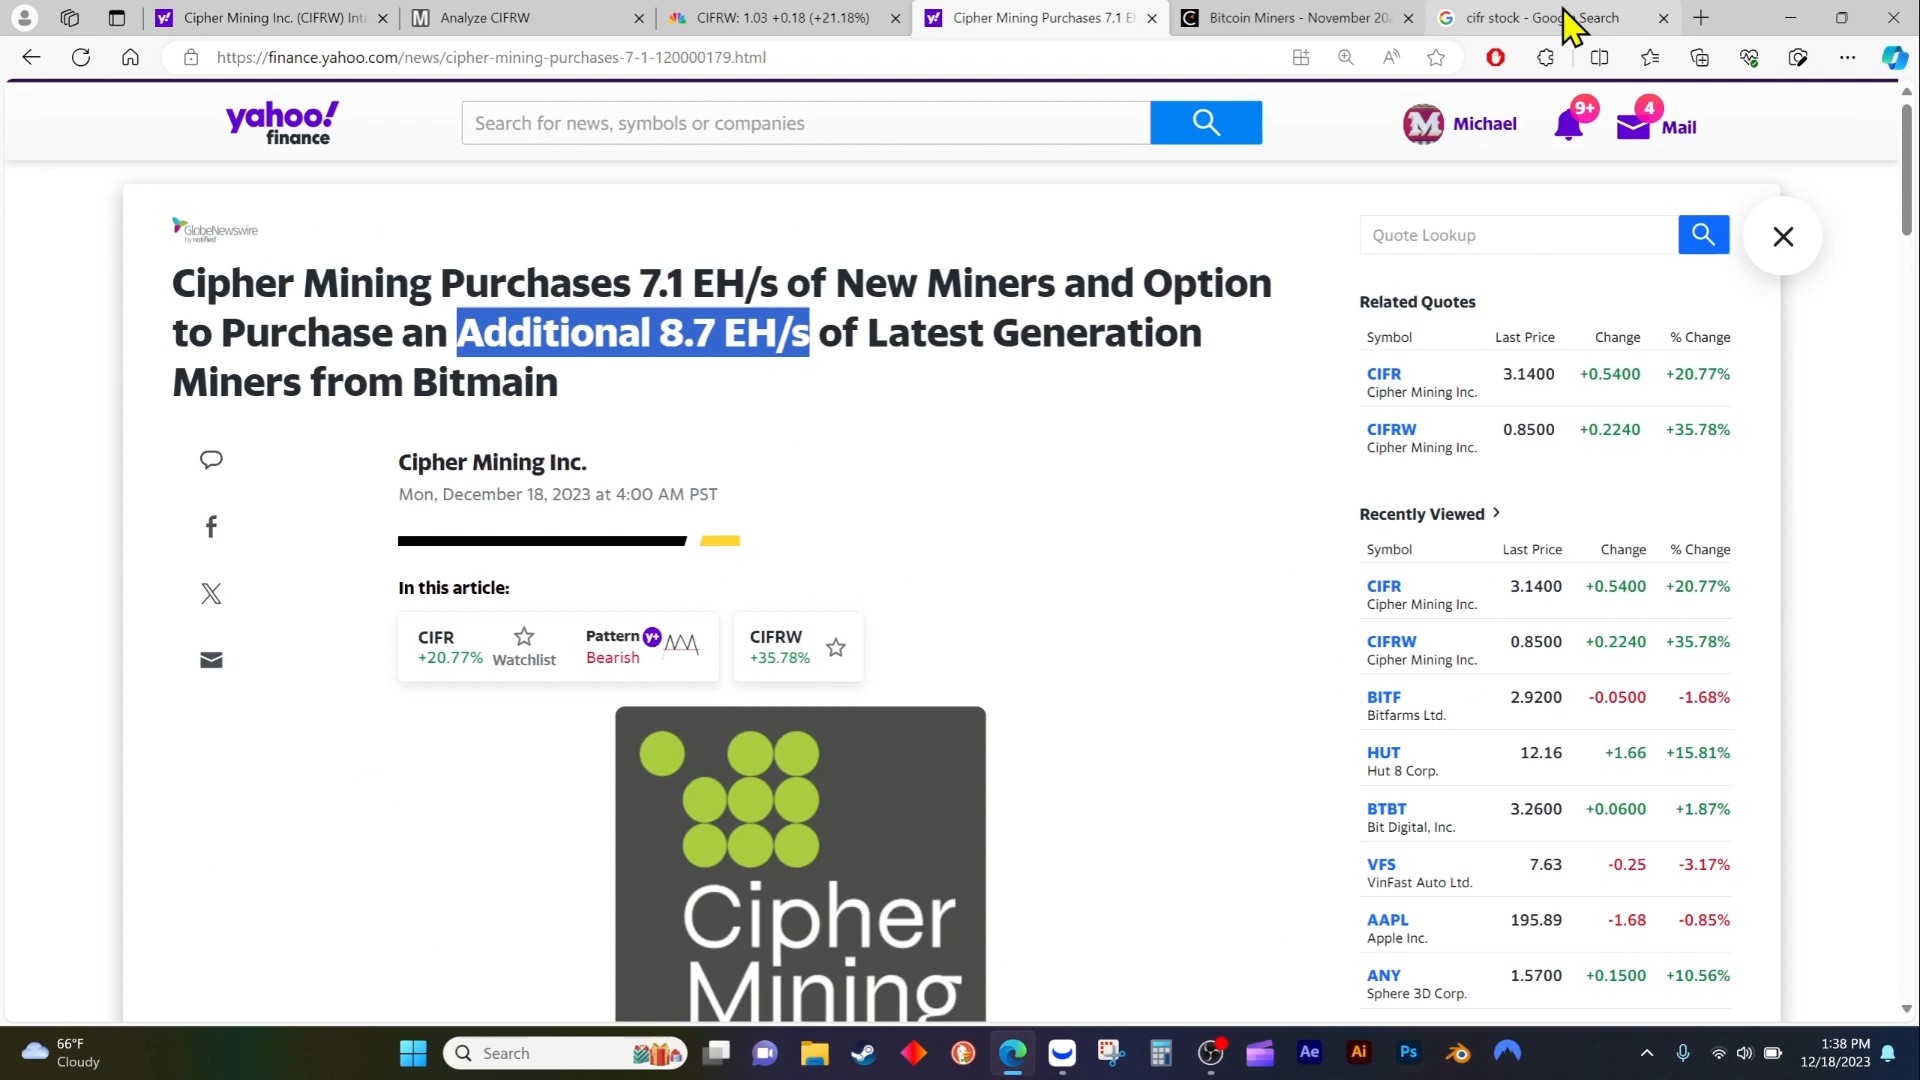 Cipher Mining Inc. (CIFRW) Int
Analyze CIFRW
CIFRW: 1.03 +0.18 (+21.18%)
Cipher Mining Purchases 7.1 E
Bitcoin Miners - November 202
cifr stock - Google Search
https://finance.yahoo.com/news/cipher-mining-purchases-7-1-120000179.html
yahoo!
finance
Search for news, symbols or companies
M
Michael
9+
4
Mail
GlobeNewswire
by notified
Cipher Mining Purchases 7.1 EH/s of New Miners and Option
to Purchase an Additional 8.7 EH/s of Latest Generation
Miners from Bitmain
Cipher Mining Inc.
Mon, December 18, 2023 at 4:00 AM PST
In this article:
CIFR
+20.77%
Watchlist
Pattern y+
Bearish
CIFRW
+35.78%
Cipher
Mining
Quote Lookup
Related Quotes
Symbol Last Price Change % Change
CIFR 3.1400 +0.5400 +20.77%
Cipher Mining Inc.
CIFRW 0.8500 +0.2240 +35.78%
Cipher Mining Inc.
Recently Viewed
Symbol Last Price Change % Change
CIFR 3.1400 +0.5400 +20.77%
Cipher Mining Inc.
CIFRW 0.8500 +0.2240 +35.78%
Cipher Mining Inc.
BITF 2.9200 -0.0500 -1.68%
Bitfarms Ltd.
HUT 12.16 +1.66 +15.81%
Hut 8 Corp.
BTBT 3.2600 +0.0600 +1.87%
Bit Digital, Inc.
VFS 7.63 -0.25 -3.17%
VinFast Auto Ltd.
AAPL 195.89 -1.68 -0.85%
Apple Inc.
ANY 1.5700 +0.1500 +10.56%
Sphere 3D Corp.
66°F
Cloudy
Search
Ae
Ai
Ps
1:38 PM
12/18/2023